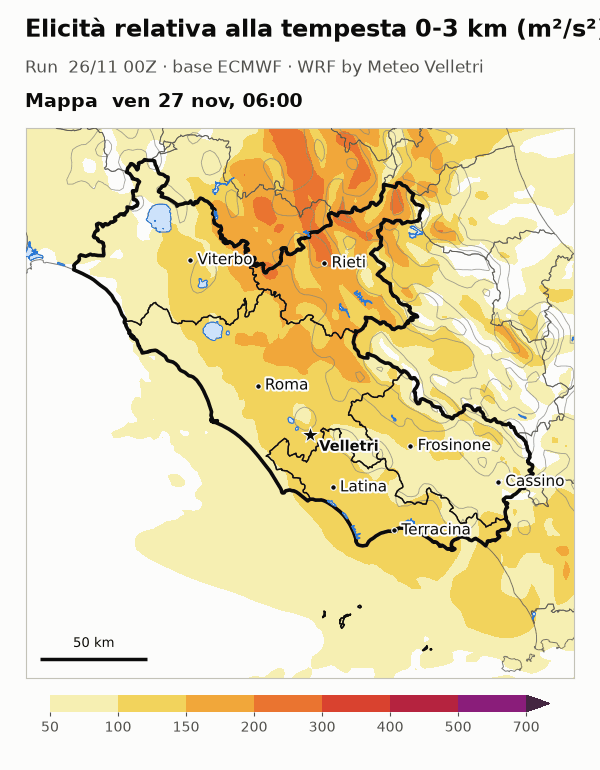 Elicità relativa alla tempesta 0-3 km (m²/s²)
Run  26/11 00Z · base ECMWF · WRF by Meteo Velletri
Mappa  ven 27 nov, 06:00
Viterbo
Rieti
Roma
Velletri
Frosinone
Cassino
Latina
Terracina
50 km
50 100 150 200 300 400 500 700